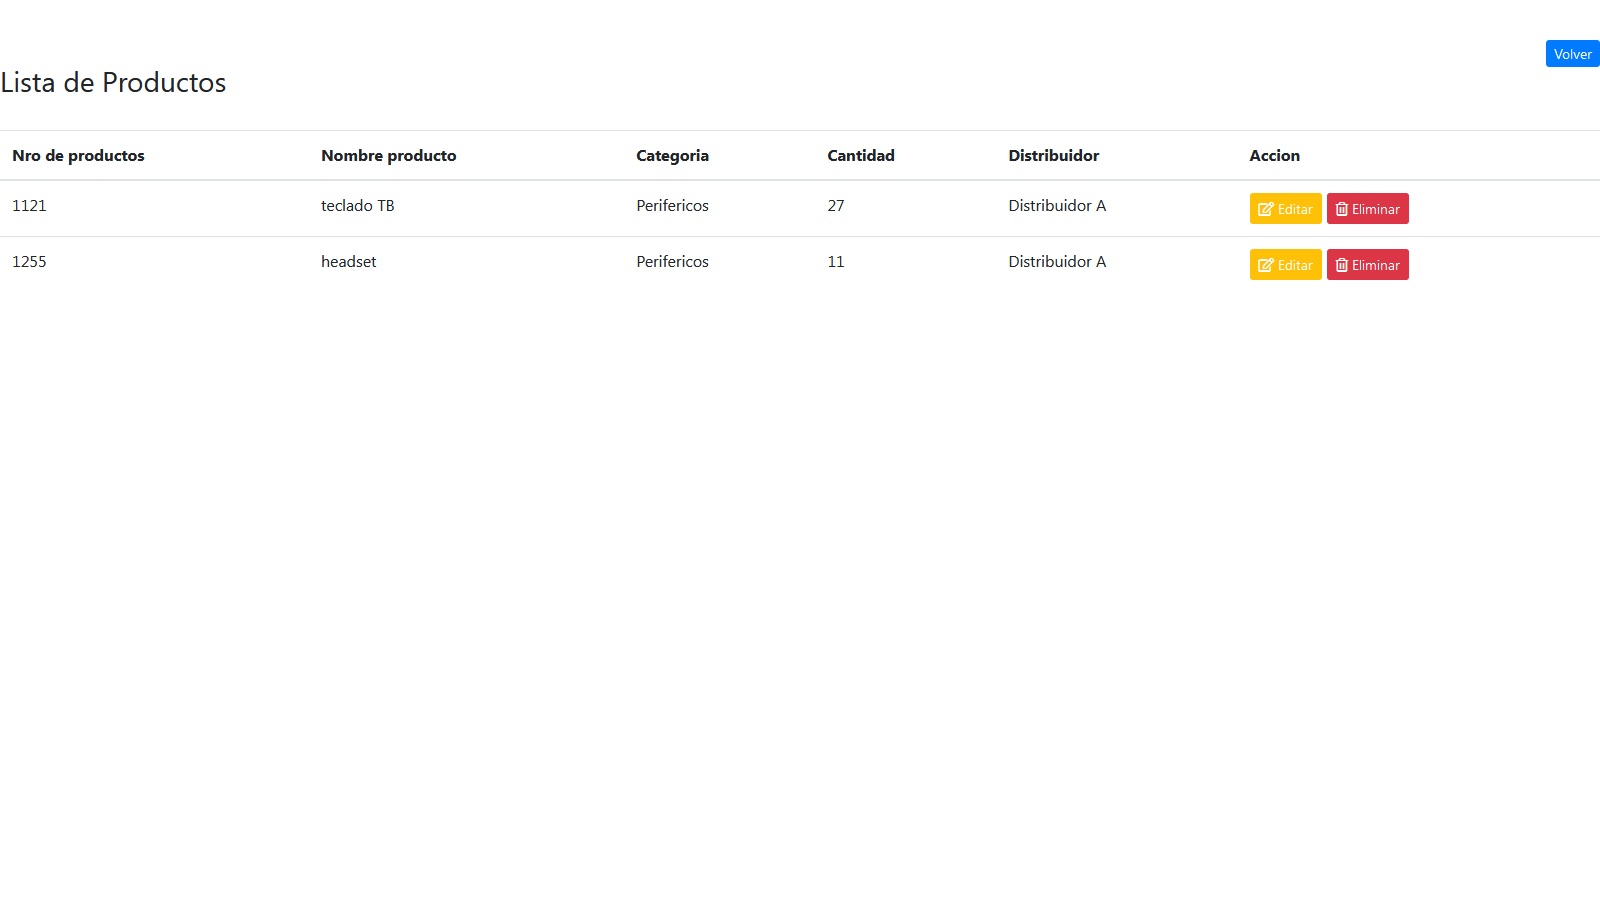 Volver
Lista de Productos
Nro de productos Nombre producto Categoria Cantidad Distribuidor Accion
1121 teclado TB Perifericos 27 Distribuidor A Editar Eliminar
1255 headset Perifericos 11 Distribuidor A Editar Eliminar